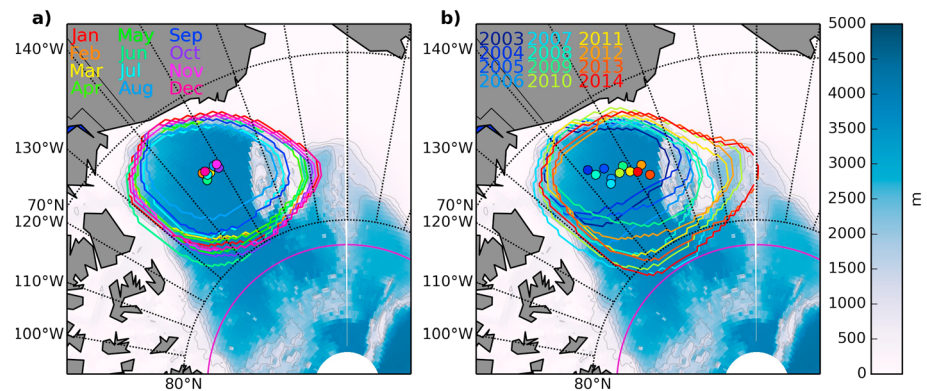 a)
b)
Jan May Sep
Feb Jun Oct
Mar Jul Nov
Apr Aug Dec
2003 2007 2011
2004 2008 2012
2005 2009 2013
2006 2010 2014
140°W
130°W
70°N
120°W
110°W
100°W
80°N
140°W
130°W
70°N
120°W
110°W
100°W
80°N
5000
4500
4000
3500
3000
2500
2000
1500
1000
500
0
m